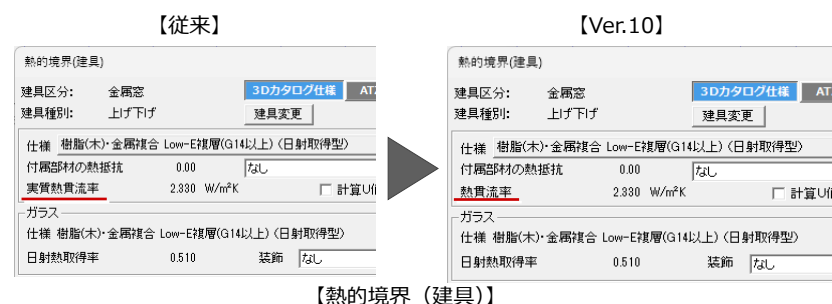 【従来】
熱的境界(建具)
建具区分: 金属窓 3Dカタログ仕様
建具種別: 上げ下げ 建具変更
仕様 樹脂(木)・金属複合 Low-E複層(G14以上) (日射取得型)
付属部材の熱抵抗 0.00 なし
実質熱貫流率 2.330 W/m²K 計算U値
ガラス
仕様 樹脂(木)・金属複合 Low-E複層(G14以上) (日射取得型)
日射熱取得率 0.510 装飾 なし
【Ver.10】
熱的境界(建具)
建具区分: 金属窓 3Dカタログ仕様
建具種別: 上げ下げ 建具変更
仕様 樹脂(木)・金属複合 Low-E複層(G14以上) (日射取得型)
付属部材の熱抵抗 0.00 なし
熱貫流率 2.330 W/m²K 計算U値
ガラス
仕様 樹脂(木)・金属複合 Low-E複層(G14以上) (日射取得型)
日射熱取得率 0.510 装飾 なし
【熱的境界（建具）】